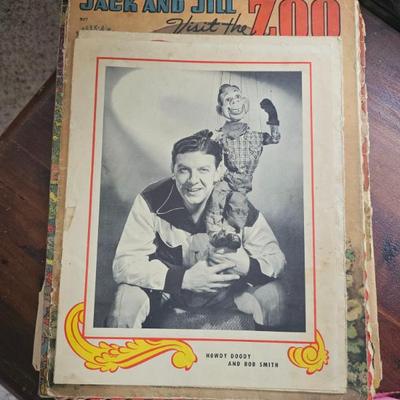 JACK AND JILL
Visit the ZOO
HOWDY DOODY
AND BOB SMITH